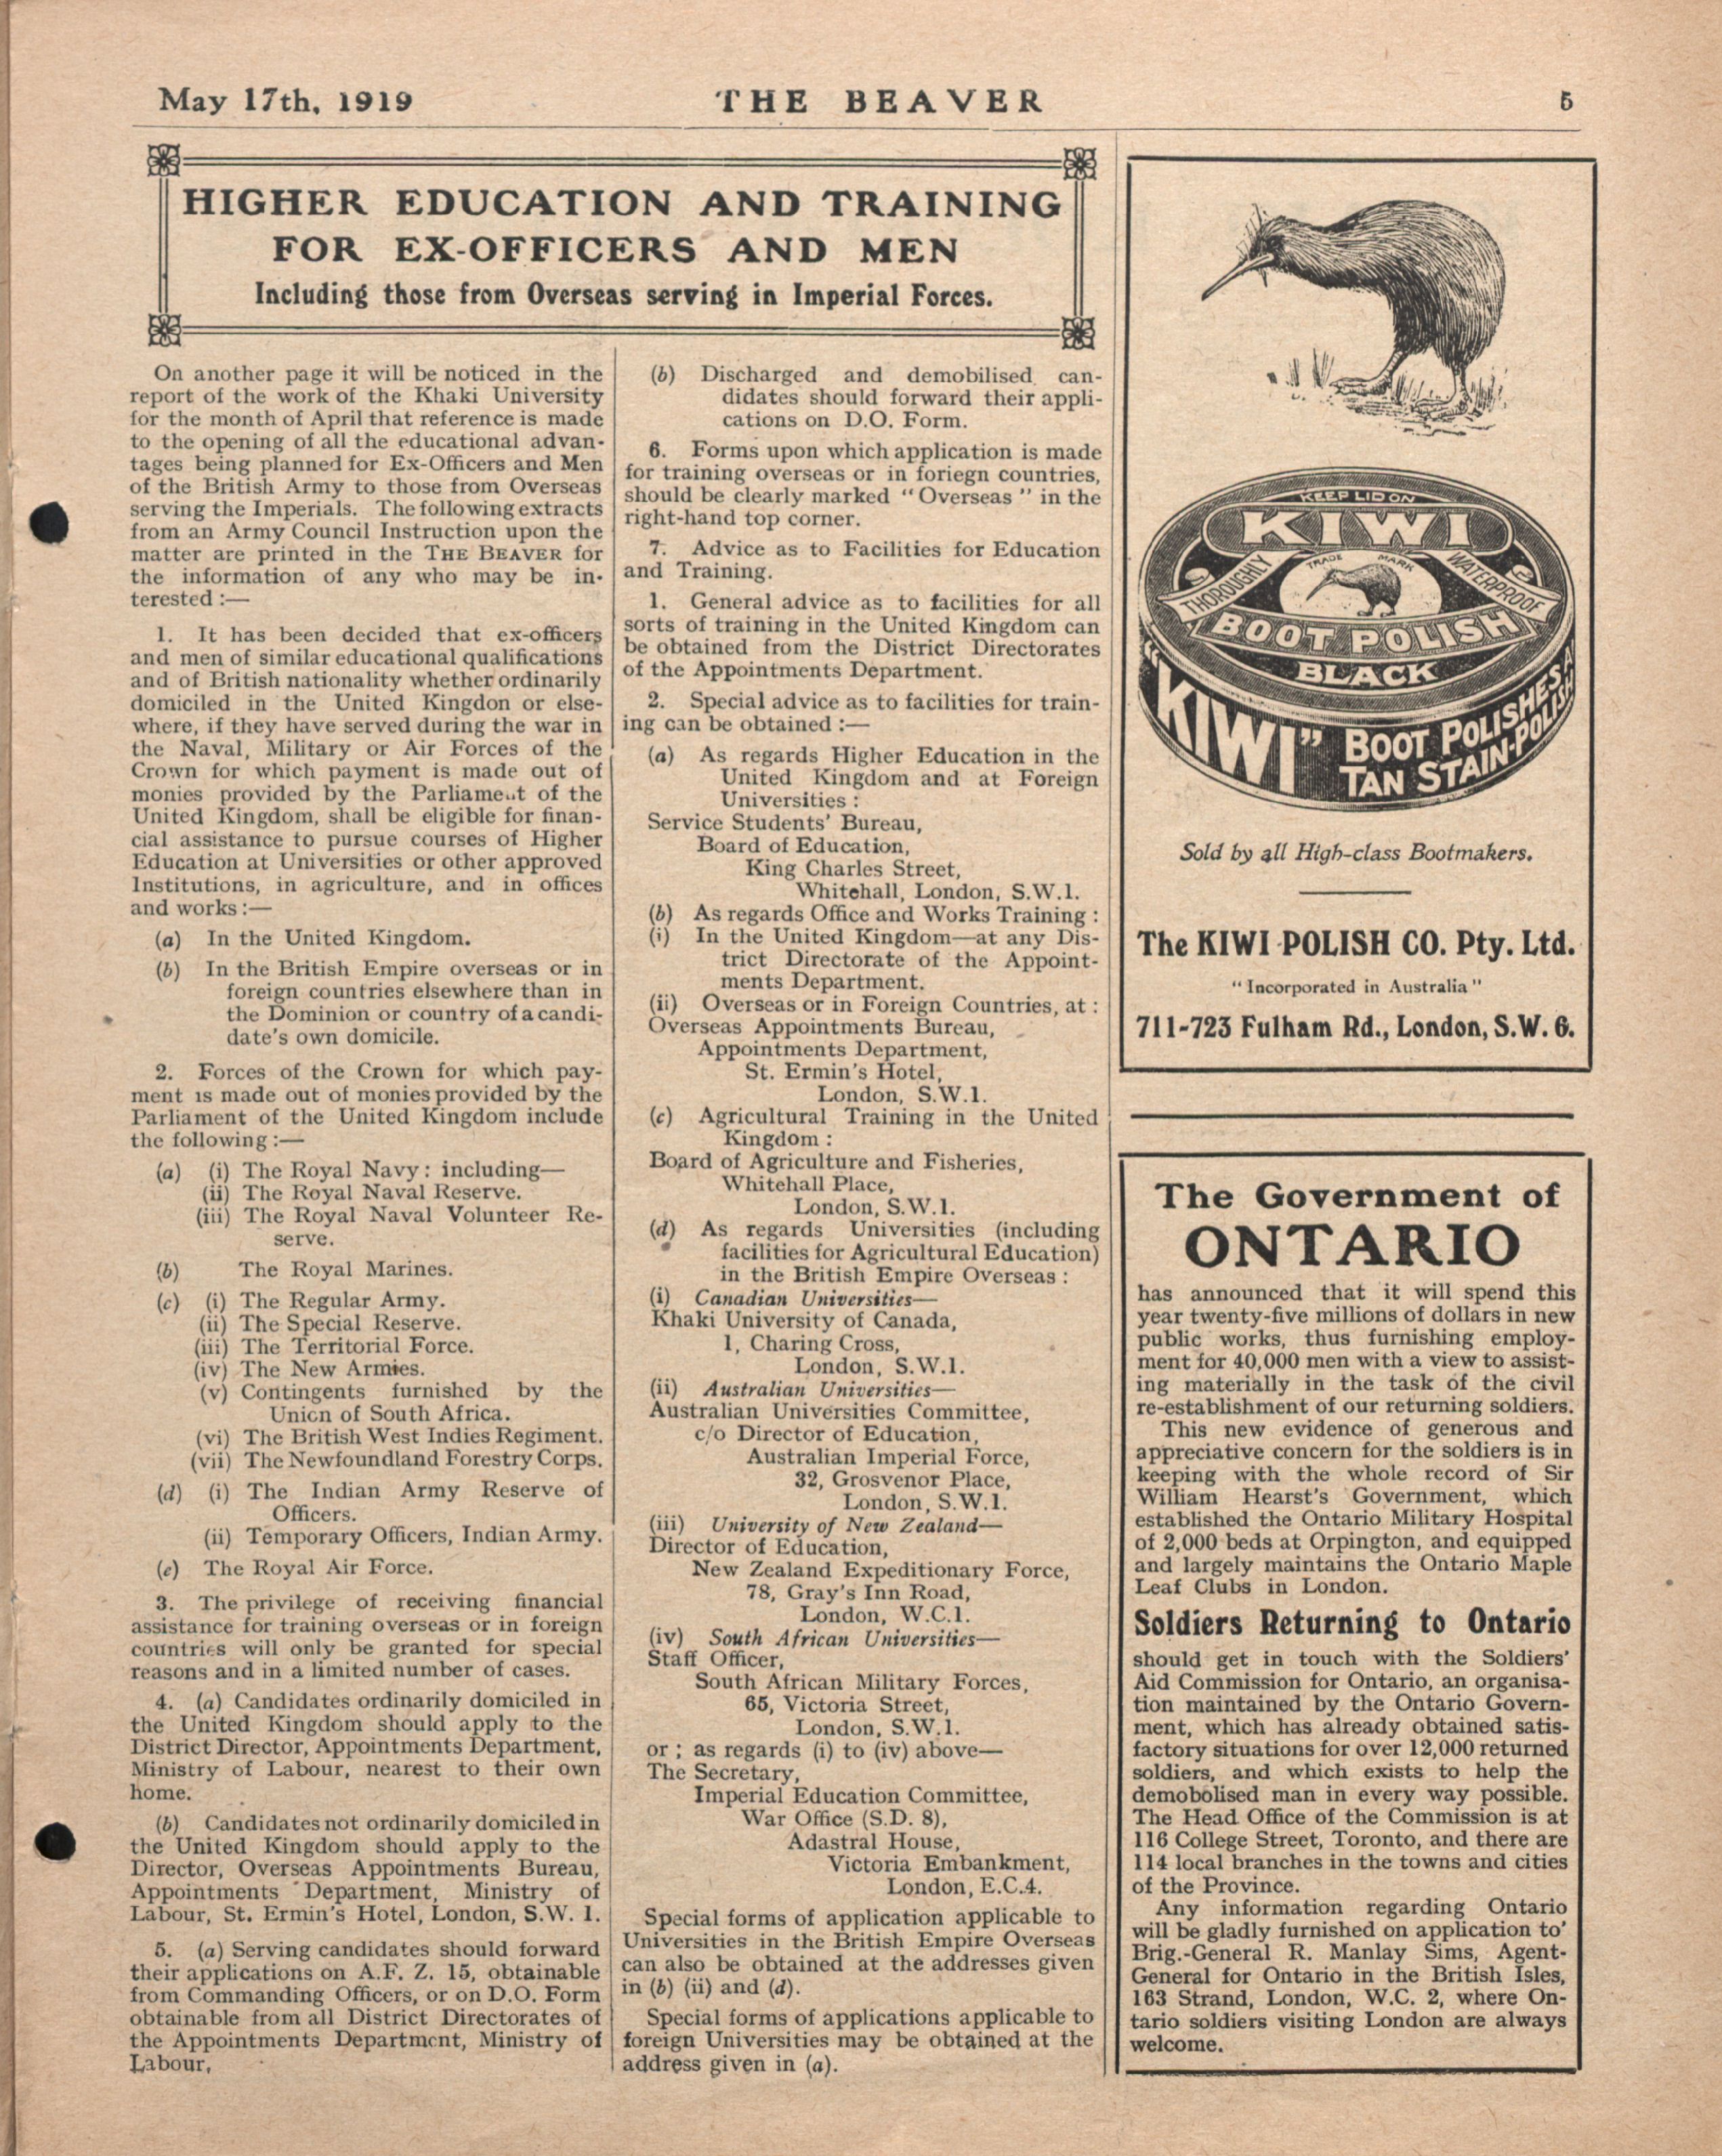 May 17th, 1919
THE BEAVER
5
HIGHER EDUCATION AND TRAINING
FOR EX-OFFICERS AND MEN
Including those from Overseas serving in Imperial Forces.
On another page it will be noticed in the
report of the work of the Khaki University
for the month of April that reference is made
to the opening of all the educational advan-
tages being planned for Ex-Officers and Men
of the British Army to those from Overseas
serving the Imperials. The following extracts
from an Army Council Instruction upon the
matter are printed in the THE BEAVER for
the information of any who may be in-
terested :—
1. It has been decided that ex-officers
and men of similar educational qualifications
and of British nationality whether ordinarily
domiciled in the United Kingdon or else-
where, if they have served during the war in
the Naval, Military or Air Forces of the
Crown for which payment is made out of
monies provided by the Parliament of the
United Kingdom, shall be eligible for finan-
cial assistance to pursue courses of Higher
Education at Universities or other approved
Institutions, in agriculture, and in offices
and works :—
(a) In the United Kingdom.
(b) In the British Empire overseas or in
foreign countries elsewhere than in
the Dominion or country of a candi-
date's own domicile.
2. Forces of the Crown for which pay-
ment is made out of monies provided by the
Parliament of the United Kingdom include
the following :—
(a) (i) The Royal Navy : including—
(ii) The Royal Naval Reserve.
(iii) The Royal Naval Volunteer Re-
serve.
(b) The Royal Marines.
(c) (i) The Regular Army.
(ii) The Special Reserve.
(iii) The Territorial Force.
(iv) The New Armies.
(v) Contingents furnished by the
Union of South Africa.
(vi) The British West Indies Regiment.
(vii) The Newfoundland Forestry Corps.
(d) (i) The Indian Army Reserve of
Officers.
(ii) Temporary Officers, Indian Army.
(e) The Royal Air Force.
3. The privilege of receiving financial
assistance for training overseas or in foreign
countries will only be granted for special
reasons and in a limited number of cases.
4. (a) Candidates ordinarily domiciled in
the United Kingdom should apply to the
District Director, Appointments Department,
Ministry of Labour, nearest to their own
home.
(b) Candidates not ordinarily domiciled in
the United Kingdom should apply to the
Director, Overseas Appointments Bureau,
Appointments Department, Ministry of
Labour, St. Ermin's Hotel, London, S.W. 1.
5. (a) Serving candidates should forward
their applications on A.F. Z. 15, obtainable
from Commanding Officers, or on D.O. Form
obtainable from all District Directorates of
the Appointments Department, Ministry of
Labour,
(b) Discharged and demobilised can-
didates should forward their appli-
cations on D.O. Form.
6. Forms upon which application is made
for training overseas or in foriegn countries,
should be clearly marked "Overseas" in the
right-hand top corner.
7. Advice as to Facilities for Education
and Training.
1. General advice as to facilities for all
sorts of training in the United Kingdom can
be obtained from the District Directorates
of the Appointments Department.
2. Special advice as to facilities for train-
ing can be obtained :—
(a) As regards Higher Education in the
United Kingdom and at Foreign
Universities :
Service Students' Bureau,
Board of Education,
King Charles Street,
Whitehall, London, S.W.1.
(b) As regards Office and Works Training :
(i) In the United Kingdom—at any Dis-
trict Directorate of the Appoint-
ments Department.
(ii) Overseas or in Foreign Countries, at :
Overseas Appointments Bureau,
Appointments Department,
St. Ermin's Hotel,
London, S.W.1.
(c) Agricultural Training in the United
Kingdom :
Board of Agriculture and Fisheries,
Whitehall Place,
London, S.W.1.
(d) As regards Universities (including
facilities for Agricultural Education)
in the British Empire Overseas :
(i) Canadian Universities—
Khaki University of Canada,
1, Charing Cross,
London, S.W.1.
(ii) Australian Universities—
Australian Universities Committee,
c/o Director of Education,
Australian Imperial Force,
32, Grosvenor Place,
London, S.W.1.
(iii) University of New Zealand—
Director of Education,
New Zealand Expeditionary Force,
78, Gray's Inn Road,
London, W.C.1.
(iv) South African Universities—
Staff Officer,
South African Military Forces,
65, Victoria Street,
London, S.W.1.
or ; as regards (i) to (iv) above—
The Secretary,
Imperial Education Committee,
War Office (S.D. 8),
Adastral House,
Victoria Embankment,
London, E.C.4.
Special forms of application applicable to
Universities in the British Empire Overseas
can also be obtained at the addresses given
in (b) (ii) and (d).
Special forms of applications applicable to
foreign Universities may be obtained at the
address given in (a).
KEEP LID ON
KIWI
THOROUGHLY
TRADE MARK
WATERPROOF
BOOT POLISH
BLACK
"KIWI" BOOT POLISHES
TAN STAIN-POLISH
Sold by all High-class Bootmakers.
The KIWI POLISH CO. Pty. Ltd.
"Incorporated in Australia"
711-723 Fulham Rd., London, S.W. 6.
The Government of
ONTARIO
has announced that it will spend this
year twenty-five millions of dollars in new
public works, thus furnishing employ-
ment for 40,000 men with a view to assist-
ing materially in the task of the civil
re-establishment of our returning soldiers.
This new evidence of generous and
appreciative concern for the soldiers is in
keeping with the whole record of Sir
William Hearst's Government, which
established the Ontario Military Hospital
of 2,000 beds at Orpington, and equipped
and largely maintains the Ontario Maple
Leaf Clubs in London.
Soldiers Returning to Ontario
should get in touch with the Soldiers'
Aid Commission for Ontario, an organisa-
tion maintained by the Ontario Govern-
ment, which has already obtained satis-
factory situations for over 12,000 returned
soldiers, and which exists to help the
demobolised man in every way possible.
The Head Office of the Commission is at
116 College Street, Toronto, and there are
114 local branches in the towns and cities
of the Province.
Any information regarding Ontario
will be gladly furnished on application to
Brig.-General R. Manlay Sims, Agent-
General for Ontario in the British Isles,
163 Strand, London, W.C. 2, where On-
tario soldiers visiting London are always
welcome.